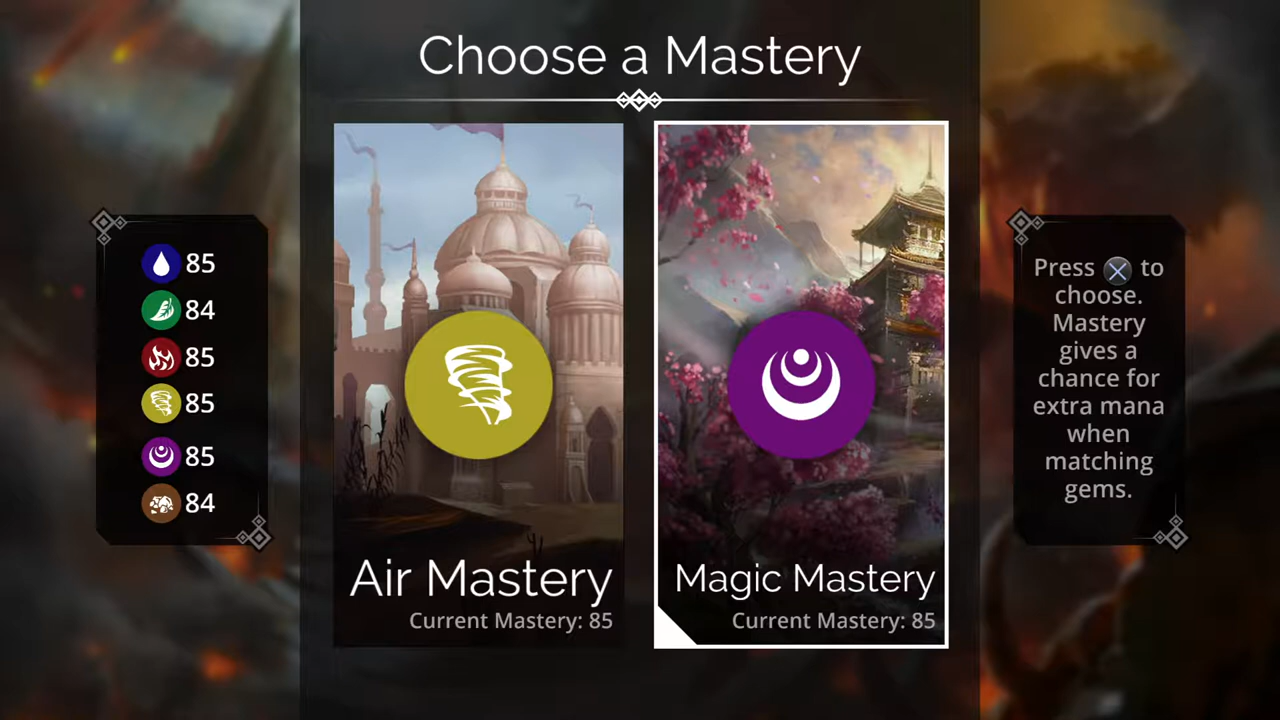 Choose a Mastery
85
84
85
85
85
84
Air Mastery
Current Mastery: 85
Magic Mastery
Current Mastery: 85
Press X to
choose.
Mastery
gives a
chance for
extra mana
when
matching
gems.